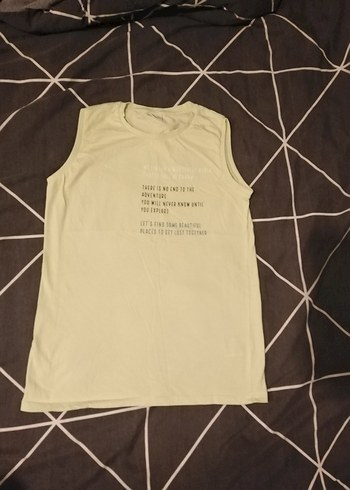 THERE IS NO END TO THE
ADVENTURE
YOU WILL NEVER KNOW UNTIL
YOU EXPLORE
LET'S FIND SOME BEAUTIFUL
PLACES TO GET LOST TOGETHER